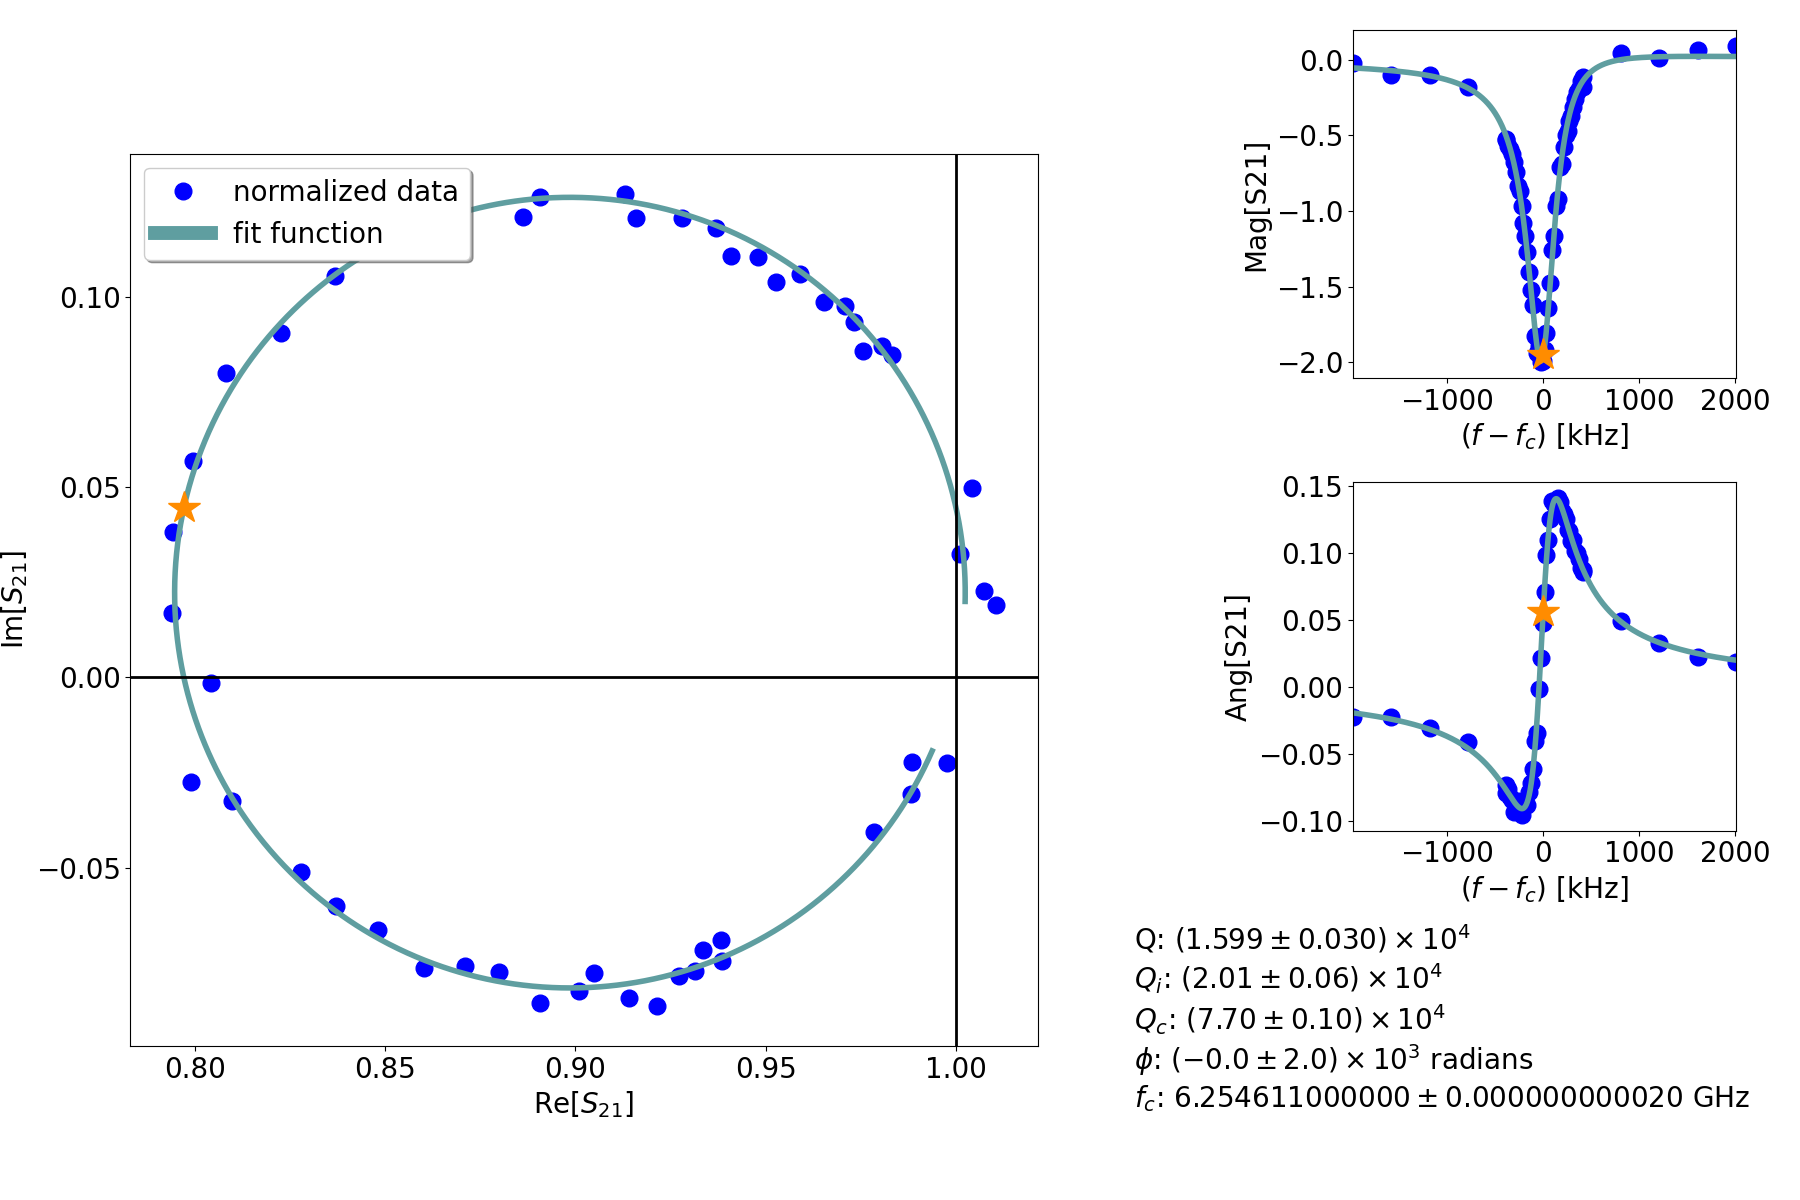 normalized data
fit function
0.10
0.05
0.00
−0.05
0.80 0.85 0.90 0.95 1.00
Re[S21]
Im[S21]
0.0
−0.5
−1.0
−1.5
−2.0
−1000 0 1000 2000
(f − fc) [kHz]
Mag[S21]
0.15
0.10
0.05
0.00
−0.05
−0.10
−1000 0 1000 2000
(f − fc) [kHz]
Ang[S21]
Q: (1.599 ± 0.030) × 10^4
Qi: (2.01 ± 0.06) × 10^4
Qc: (7.70 ± 0.10) × 10^4
ϕ: (−0.0 ± 2.0) × 10^3 radians
fc: 6.254611000000 ± 0.000000000020 GHz